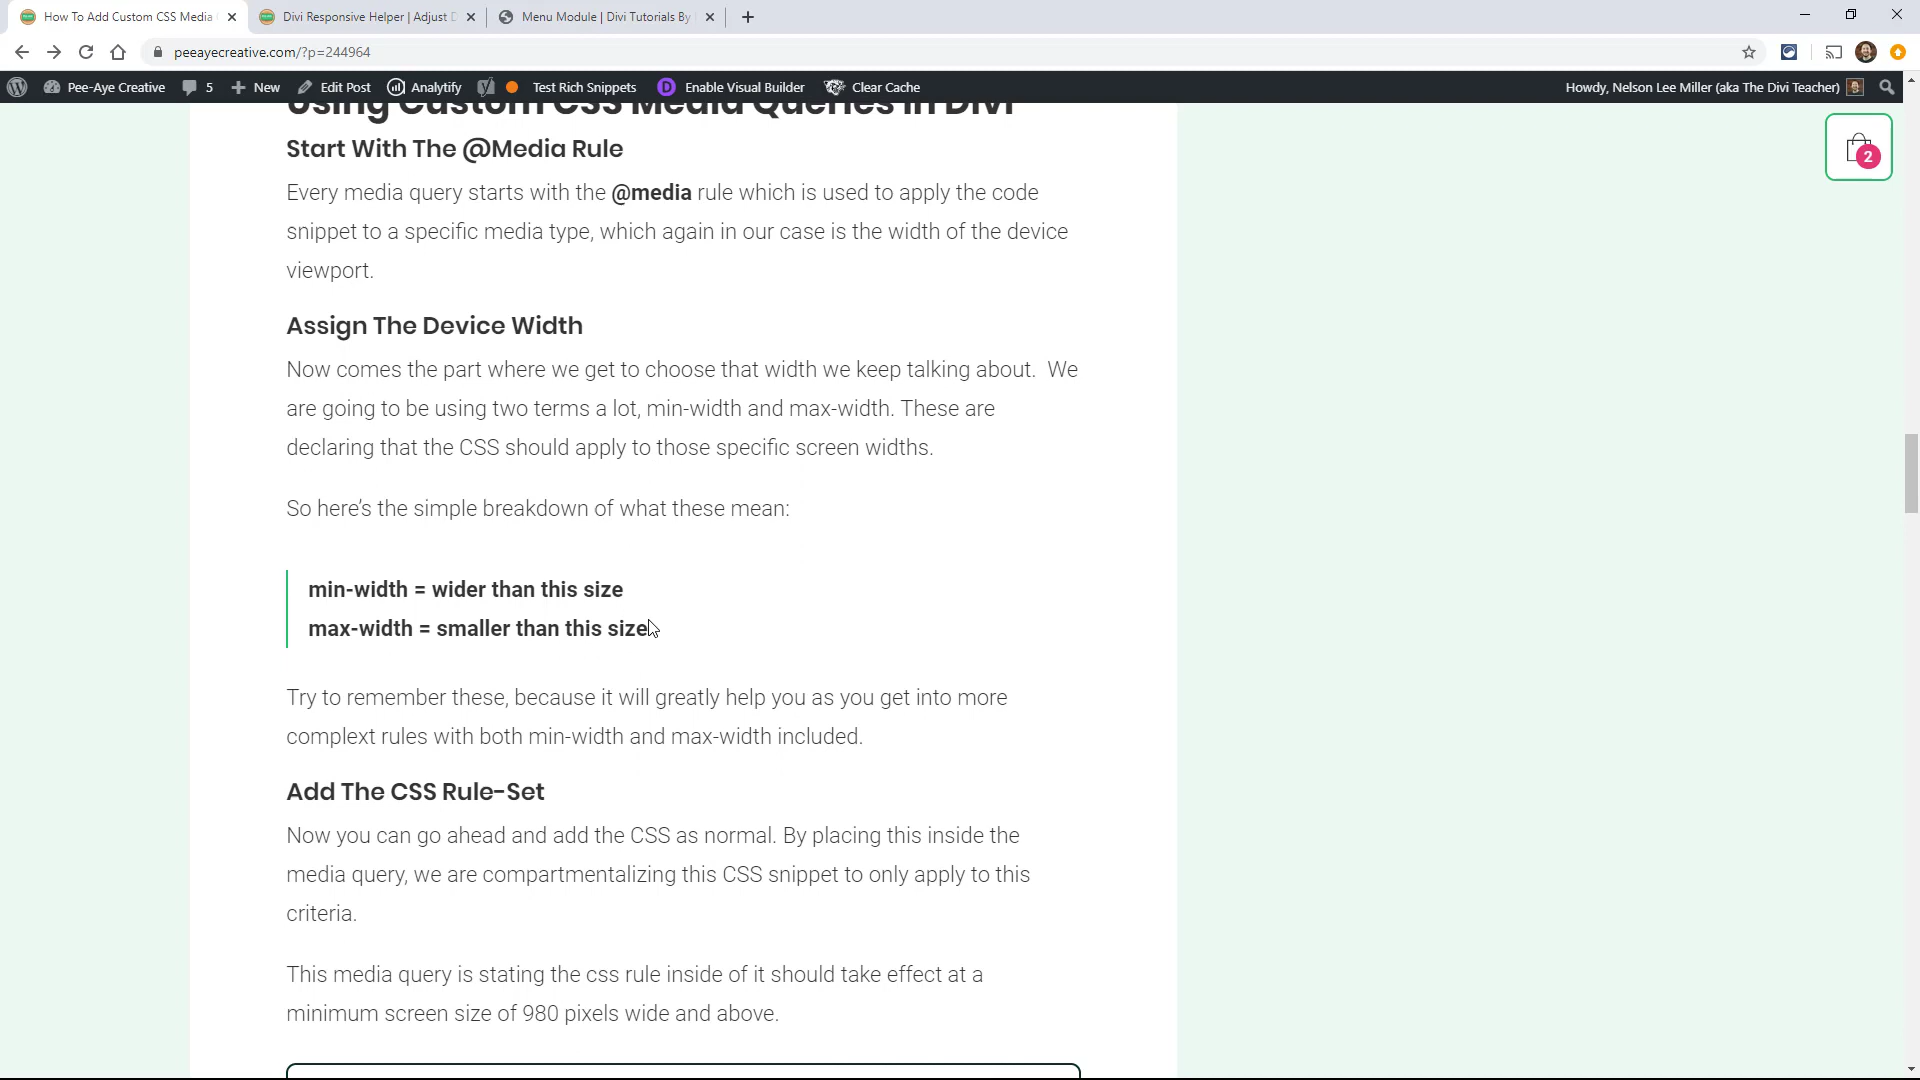 How To Add Custom CSS Media
Divi Responsive Helper | Adjust D
Menu Module | Divi Tutorials By
peeayecreative.com/?p=244964
Pee-Aye Creative 5 New Edit Post Analytify Test Rich Snippets Enable Visual Builder Clear Cache Howdy, Nelson Lee Miller (aka The Divi Teacher)
Using Custom CSS Media Queries in Divi
2
Start With The @Media Rule
Every media query starts with the @media rule which is used to apply the code
snippet to a specific media type, which again in our case is the width of the device
viewport.
Assign The Device Width
Now comes the part where we get to choose that width we keep talking about.  We
are going to be using two terms a lot, min-width and max-width. These are
declaring that the CSS should apply to those specific screen widths.
So here’s the simple breakdown of what these mean:
min-width = wider than this size
max-width = smaller than this size
Try to remember these, because it will greatly help you as you get into more
complext rules with both min-width and max-width included.
Add The CSS Rule-Set
Now you can go ahead and add the CSS as normal. By placing this inside the
media query, we are compartmentalizing this CSS snippet to only apply to this
criteria.
This media query is stating the css rule inside of it should take effect at a
minimum screen size of 980 pixels wide and above.